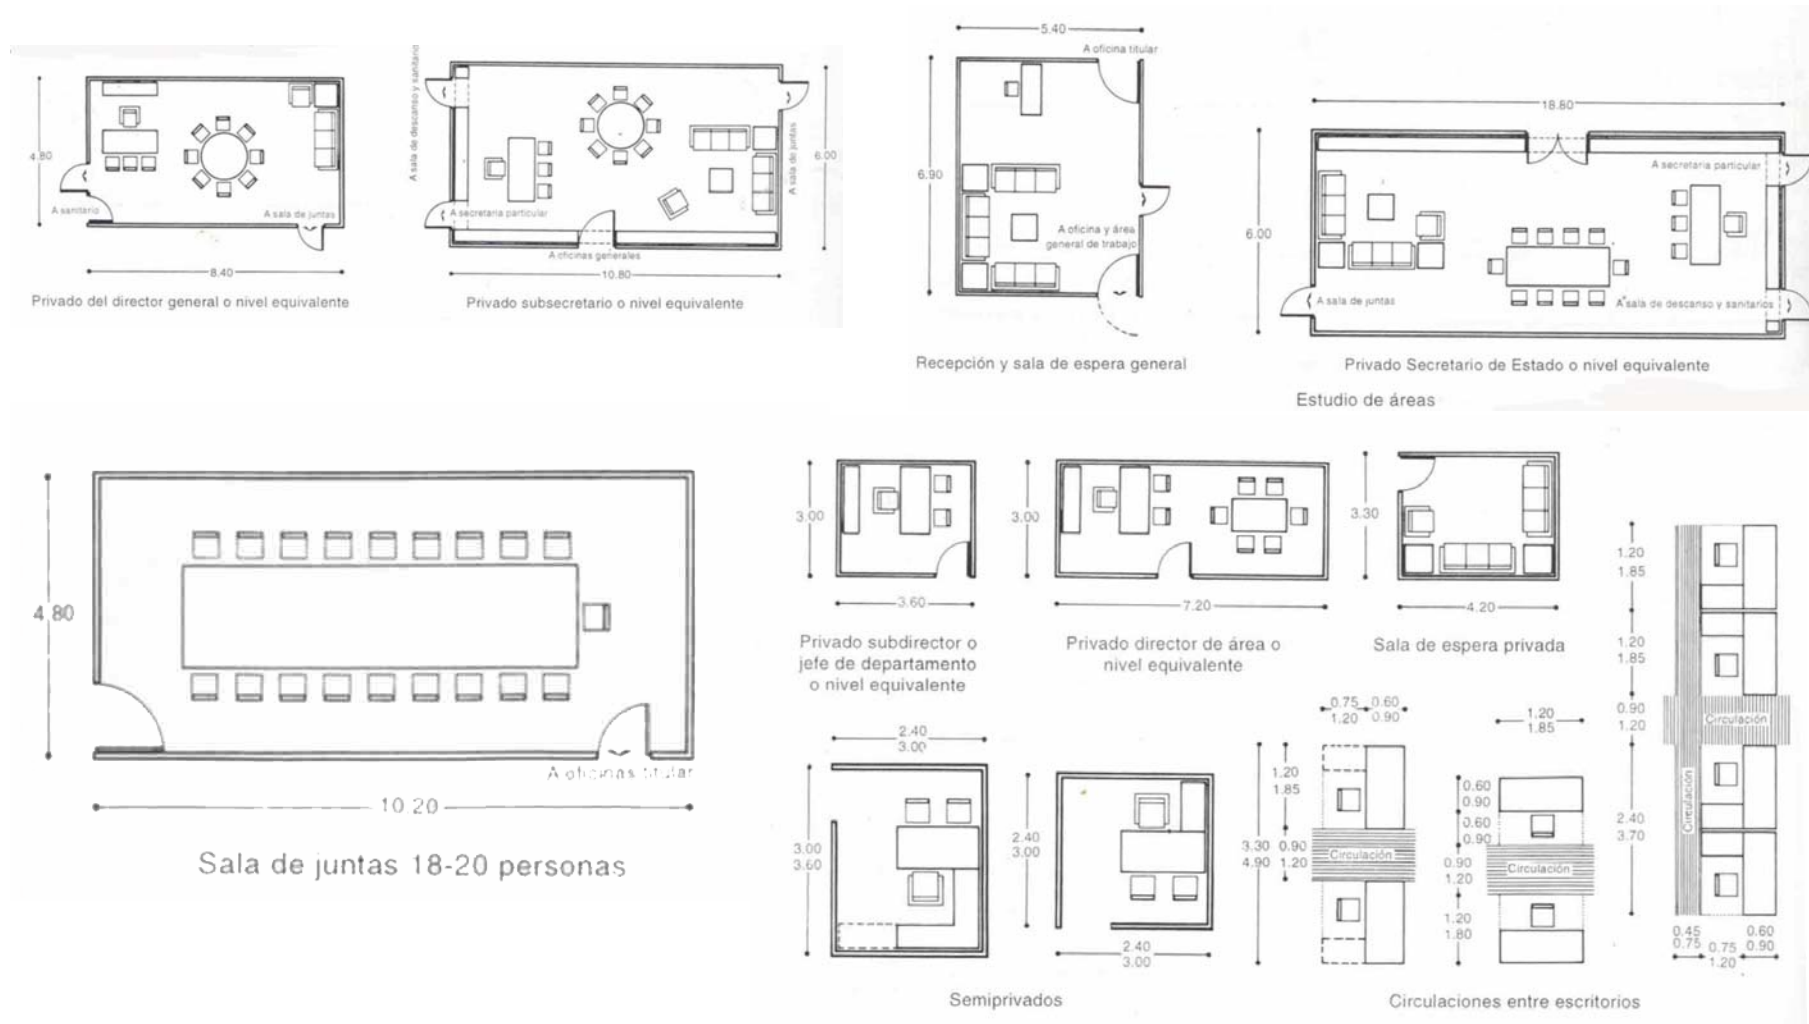 4.80
A sanitario
A sala de juntas
8.40
Privado del director general o nivel equivalente
A sala de descanso y sanitario
A secretaria particular
A oficinas generales
A sala de juntas
6.00
10.80
Privado subsecretario o nivel equivalente
5.40
A oficina titular
6.90
A oficina y área
general de trabajo
Recepción y sala de espera general
18.80
A secretaria particular
6.00
A sala de juntas
A sala de descanso y sanitarios
Privado Secretario de Estado o nivel equivalente
Estudio de áreas
4.80
A oficinas titular
10.20
Sala de juntas 18-20 personas
3.00
3.60
Privado subdirector o
jefe de departamento
o nivel equivalente
3.00
7.20
Privado director de área o
nivel equivalente
3.30
4.20
Sala de espera privada
2.40
3.00
3.00
3.60
2.40
3.00
2.40
3.00
Semiprivados
0.75 0.60
1.20 0.90
1.20
1.85
3.30 0.90
4.90 1.20
Circulación
1.20
1.85
0.60
0.90
0.60
0.90
0.90
1.20
Circulación
1.20
1.80
1.20
1.85
1.20
1.85
0.90
1.20
Circulación
Circulación
2.40
3.70
0.45
0.75
0.75
1.20
0.60
0.90
Circulaciones entre escritorios